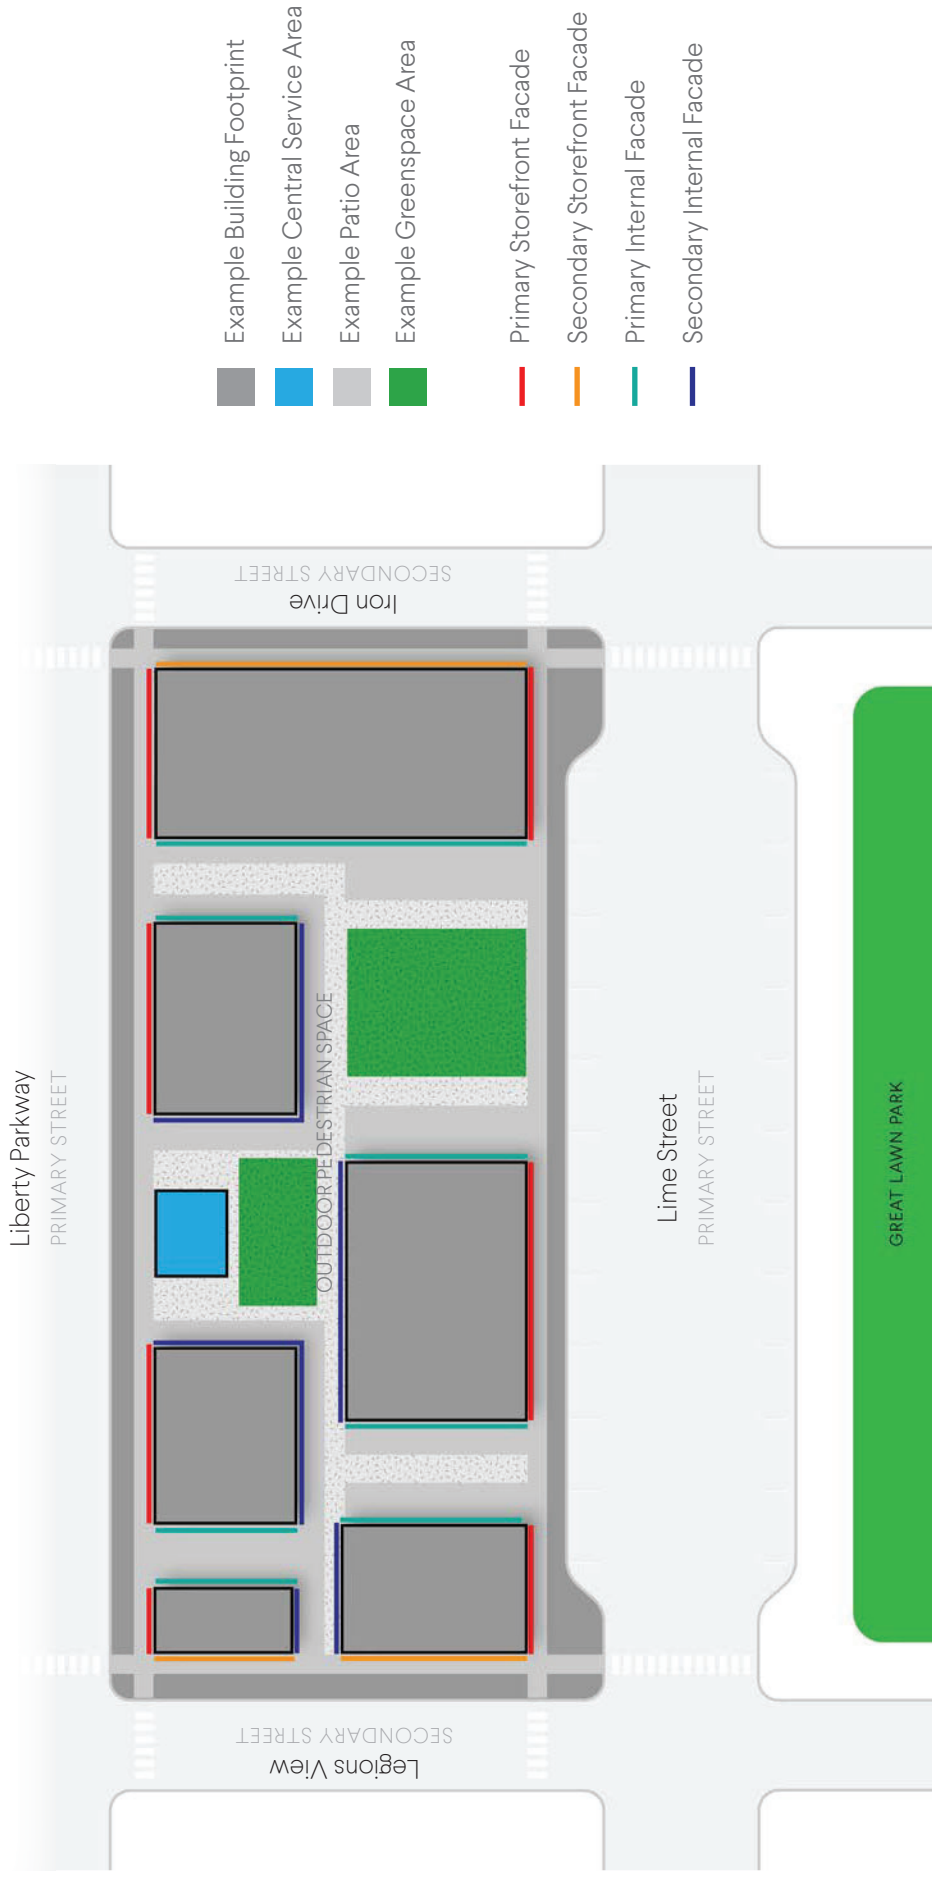 Liberty Parkway
PRIMARY STREET
Legions View
SECONDARY STREET
OUTDOOR PEDESTRIAN SPACE
Iron Drive
SECONDARY STREET
Lime Street
PRIMARY STREET
GREAT LAWN PARK
Example Building Footprint
Example Central Service Area
Example Patio Area
Example Greenspace Area
Primary Storefront Facade
Secondary Storefront Facade
Primary Internal Facade
Secondary Internal Facade